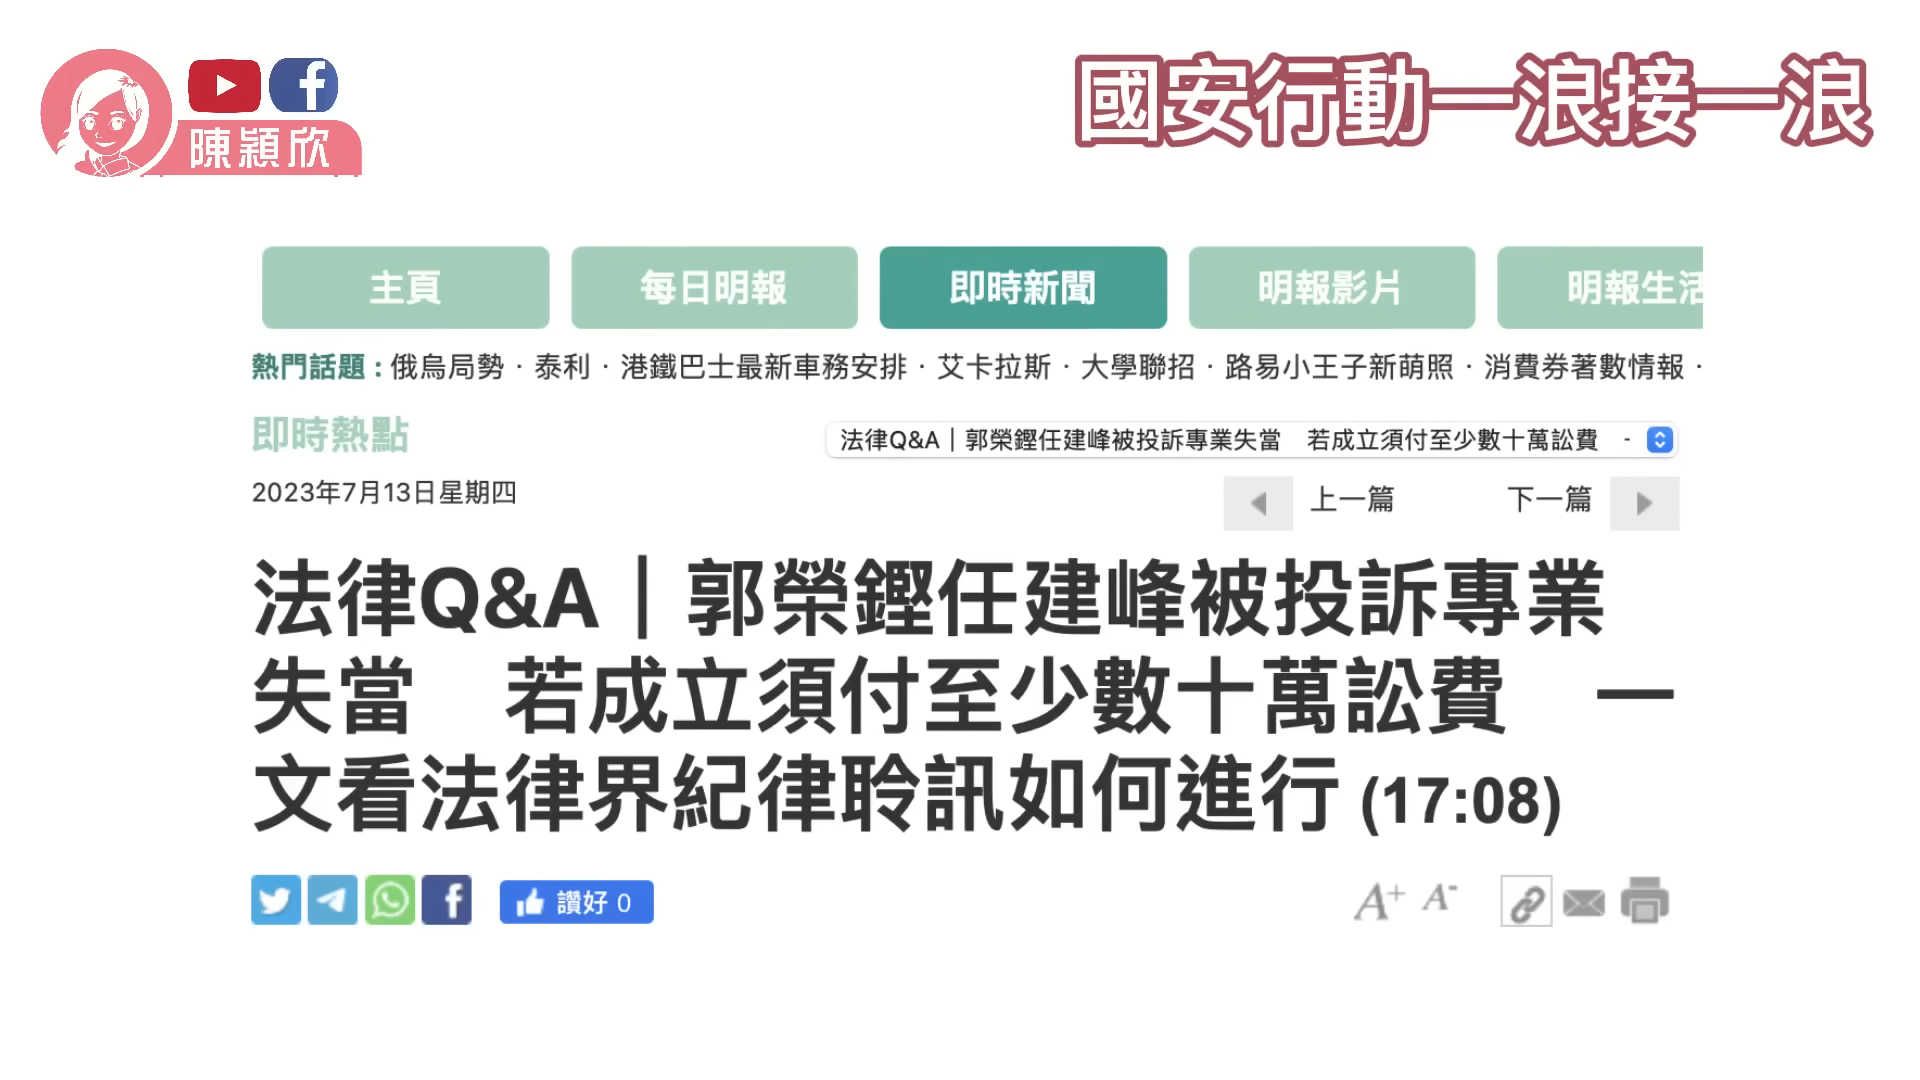 陳穎欣
國安行動一浪接一浪
主頁 每日明報 即時新聞 明報影片 明報生活
熱門話題 : 俄烏局勢 · 泰利 · 港鐵巴士最新車務安排 · 艾卡拉斯 · 大學聯招 · 路易小王子新萌照 · 消費券著數情報 ·
即時熱點
法律Q&A｜郭榮鏗任建峰被投訴專業失當　若成立須付至少數十萬訟費　-
2023年7月13日星期四
上一篇 下一篇
法律Q&A｜郭榮鏗任建峰被投訴專業
失當　若成立須付至少數十萬訟費　一
文看法律界紀律聆訊如何進行 (17:08)
讚好 0
A+ A-